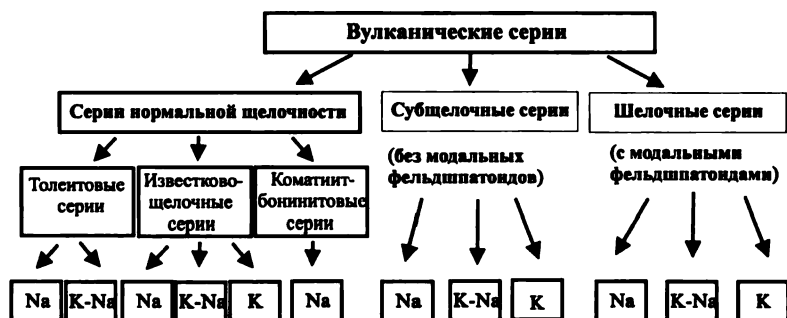 Вулканические серии
Серии нормальной щелочности
Субщелочные серии
Шелочные серии
(без модальных
фельдшпатоидов)
(с модальными
фельдшпатоидами)
Толеитовые
серии
Известково-
щелочные
серии
Коматиит-
бонинитовые
серии
Na
K-Na
Na
K-Na
K
Na
Na
K-Na
K
Na
K-Na
K